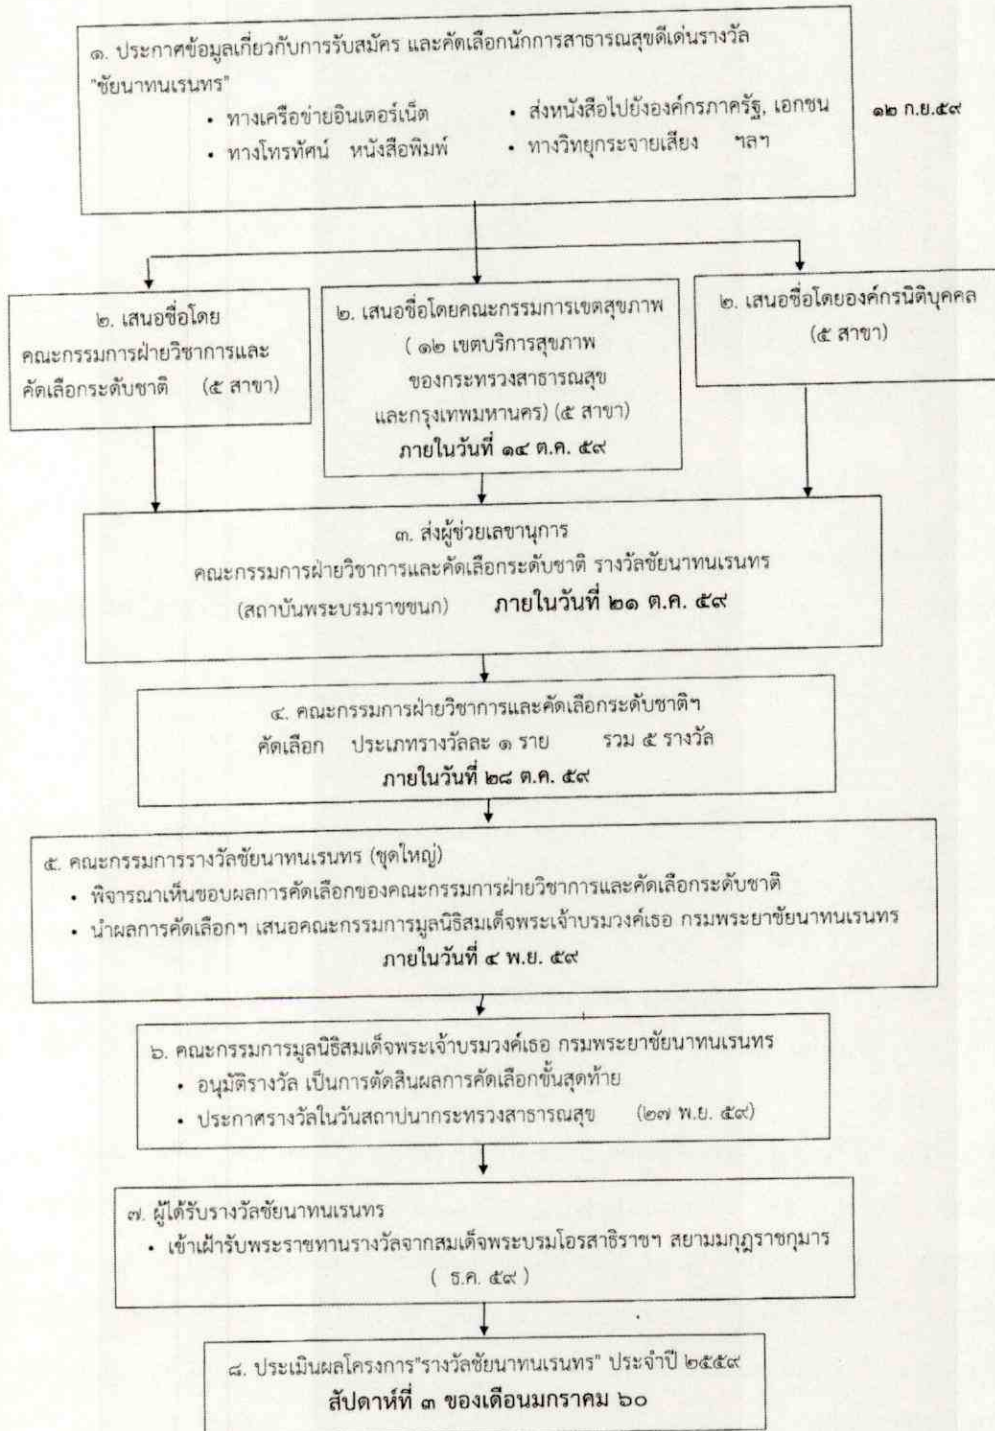 ๑. ประกาศข้อมูลเกี่ยวกับการรับสมัคร และคัดเลือกนักการสาธารณสุขดีเด่นรางวัล
"ชัยนาทนเรนทร"
• ทางเครือข่ายอินเตอร์เน็ต • ส่งหนังสือไปยังองค์กรภาครัฐ, เอกชน
• ทางโทรทัศน์ หนังสือพิมพ์ • ทางวิทยุกระจายเสียง ฯลฯ
๑๒ ก.ย.๕๙
๒. เสนอชื่อโดย
คณะกรรมการฝ่ายวิชาการและ
คัดเลือกระดับชาติ (๕ สาขา)
๒. เสนอชื่อโดยคณะกรรมการเขตสุขภาพ
( ๑๒ เขตบริการสุขภาพ
ของกระทรวงสาธารณสุข
และกรุงเทพมหานคร) (๕ สาขา)
ภายในวันที่ ๑๔ ต.ค. ๕๙
๒. เสนอชื่อโดยองค์กรนิติบุคคล
(๕ สาขา)
๓. ส่งผู้ช่วยเลขานุการ
คณะกรรมการฝ่ายวิชาการและคัดเลือกระดับชาติ รางวัลชัยนาทนเรนทร
(สถาบันพระบรมราชชนก) ภายในวันที่ ๒๑ ต.ค. ๕๙
๔. คณะกรรมการฝ่ายวิชาการและคัดเลือกระดับชาติฯ
คัดเลือก ประเภทรางวัลละ ๑ ราย รวม ๕ รางวัล
ภายในวันที่ ๒๘ ต.ค. ๕๙
๕. คณะกรรมการรางวัลชัยนาทนเรนทร (ชุดใหญ่)
• พิจารณาเห็นชอบผลการคัดเลือกของคณะกรรมการฝ่ายวิชาการและคัดเลือกระดับชาติ
• นำผลการคัดเลือกฯ เสนอคณะกรรมการมูลนิธิสมเด็จพระเจ้าบรมวงศ์เธอ กรมพระยาชัยนาทนเรนทร
ภายในวันที่ ๔ พ.ย. ๕๙
๖. คณะกรรมการมูลนิธิสมเด็จพระเจ้าบรมวงศ์เธอ กรมพระยาชัยนาทนเรนทร
• อนุมัติรางวัล เป็นการตัดสินผลการคัดเลือกขั้นสุดท้าย
• ประกาศรางวัลในวันสถาปนากระทรวงสาธารณสุข (๒๗ พ.ย. ๕๙)
๗. ผู้ได้รับรางวัลชัยนาทนเรนทร
• เข้าเฝ้ารับพระราชทานรางวัลจากสมเด็จพระบรมโอรสาธิราชฯ สยามมกุฎราชกุมาร
( ธ.ค. ๕๙ )
๘. ประเมินผลโครงการ"รางวัลชัยนาทนเรนทร" ประจำปี ๒๕๕๙
สัปดาห์ที่ ๓ ของเดือนมกราคม ๖๐